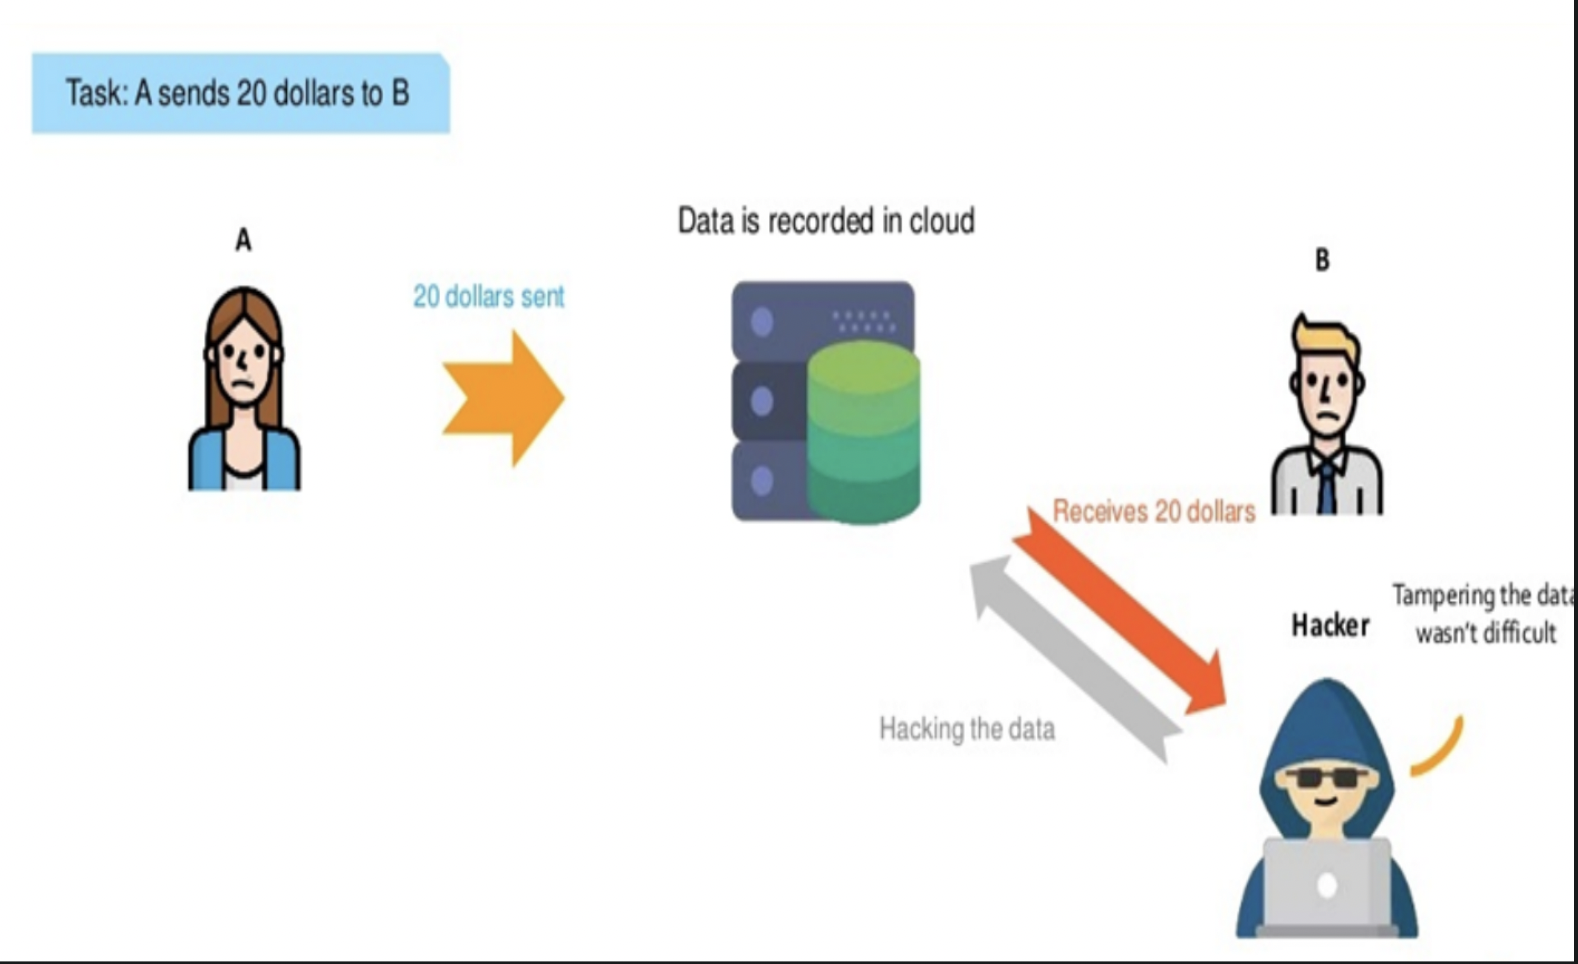 Task: A sends 20 dollars to B
Data is recorded in cloud
A
B
20 dollars sent
Receives 20 dollars
Tampering the data
wasn't difficult
Hacker
Hacking the data